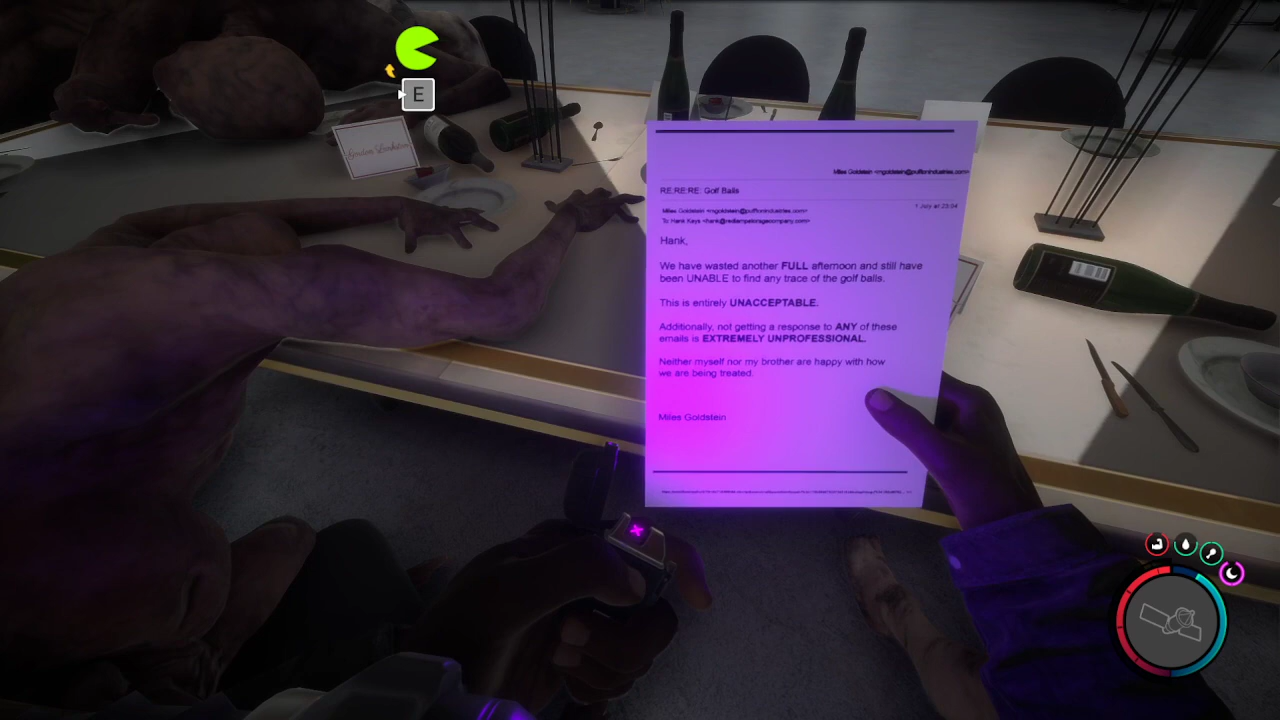 E
Miles Goldstein <mgoldstein@puffionindustries.com>
RE:RE:RE: Golf Balls
1 July at 23:04
Miles Goldstein <mgoldstein@puffionindustries.com>
To Hank Keys <hank@redlampstoragecompany.com>
Hank,
We have wasted another FULL afternoon and still have
been UNABLE to find any trace of the golf balls.
This is entirely UNACCEPTABLE.
Additionally, not getting a response to ANY of these
emails is EXTREMELY UNPROFESSIONAL.
Neither myself nor my brother are happy with how
we are being treated.
Miles Goldstein